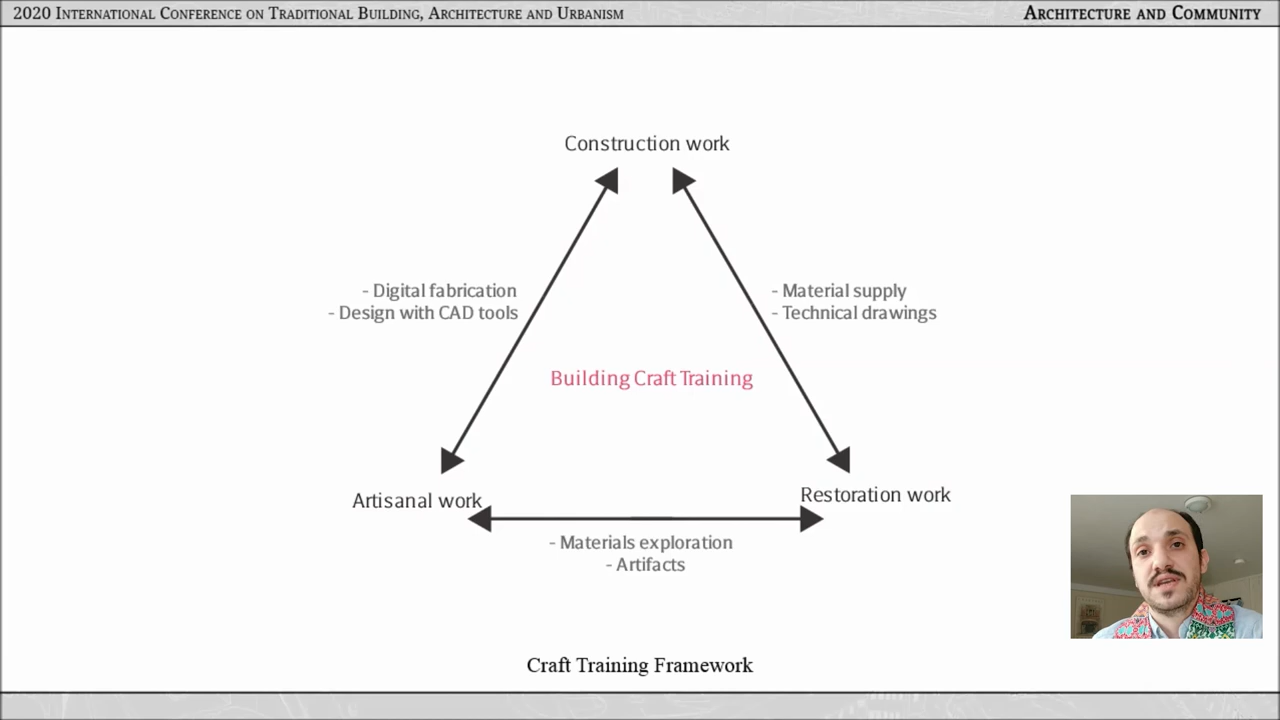 2020 International Conference on Traditional Building, Architecture and Urbanism
Architecture and Community
Construction work
- Digital fabrication
- Design with CAD tools
- Material supply
- Technical drawings
Building Craft Training
Artisanal work
Restoration work
- Materials exploration
- Artifacts
Craft Training Framework